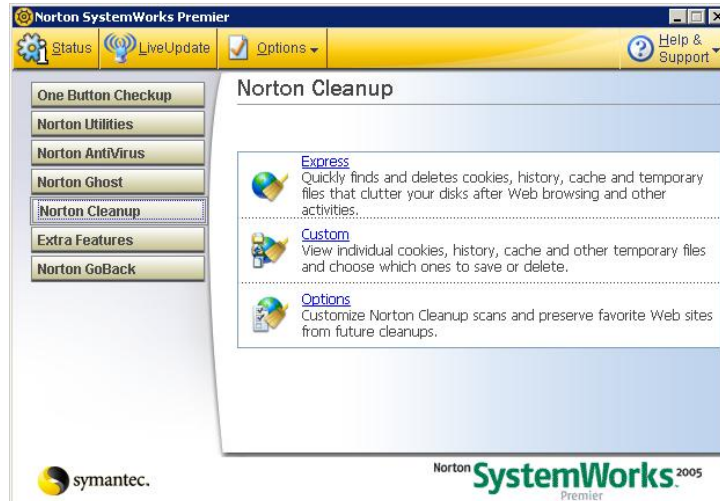 Norton SystemWorks Premier
Status LiveUpdate Options Help &
Support
One Button Checkup
Norton Utilities
Norton AntiVirus
Norton Ghost
Norton Cleanup
Extra Features
Norton GoBack
Norton Cleanup
Express
Quickly finds and deletes cookies, history, cache and temporary
files that clutter your disks after Web browsing and other
activities.
Custom
View individual cookies, history, cache and other temporary files
and choose which ones to save or delete.
Options
Customize Norton Cleanup scans and preserve favorite Web sites
from future cleanups.
symantec.
Norton SystemWorks 2005
Premier